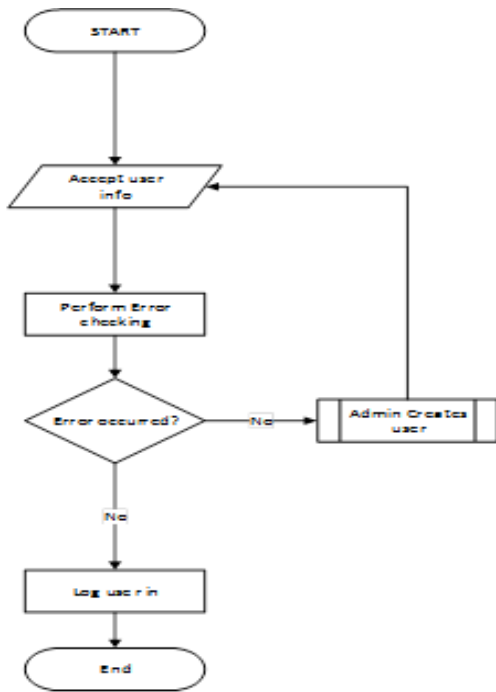 START
Accept user
info
Perform Error
checking
Error occurred?
No
Admin Creates
user
No
Log user in
End